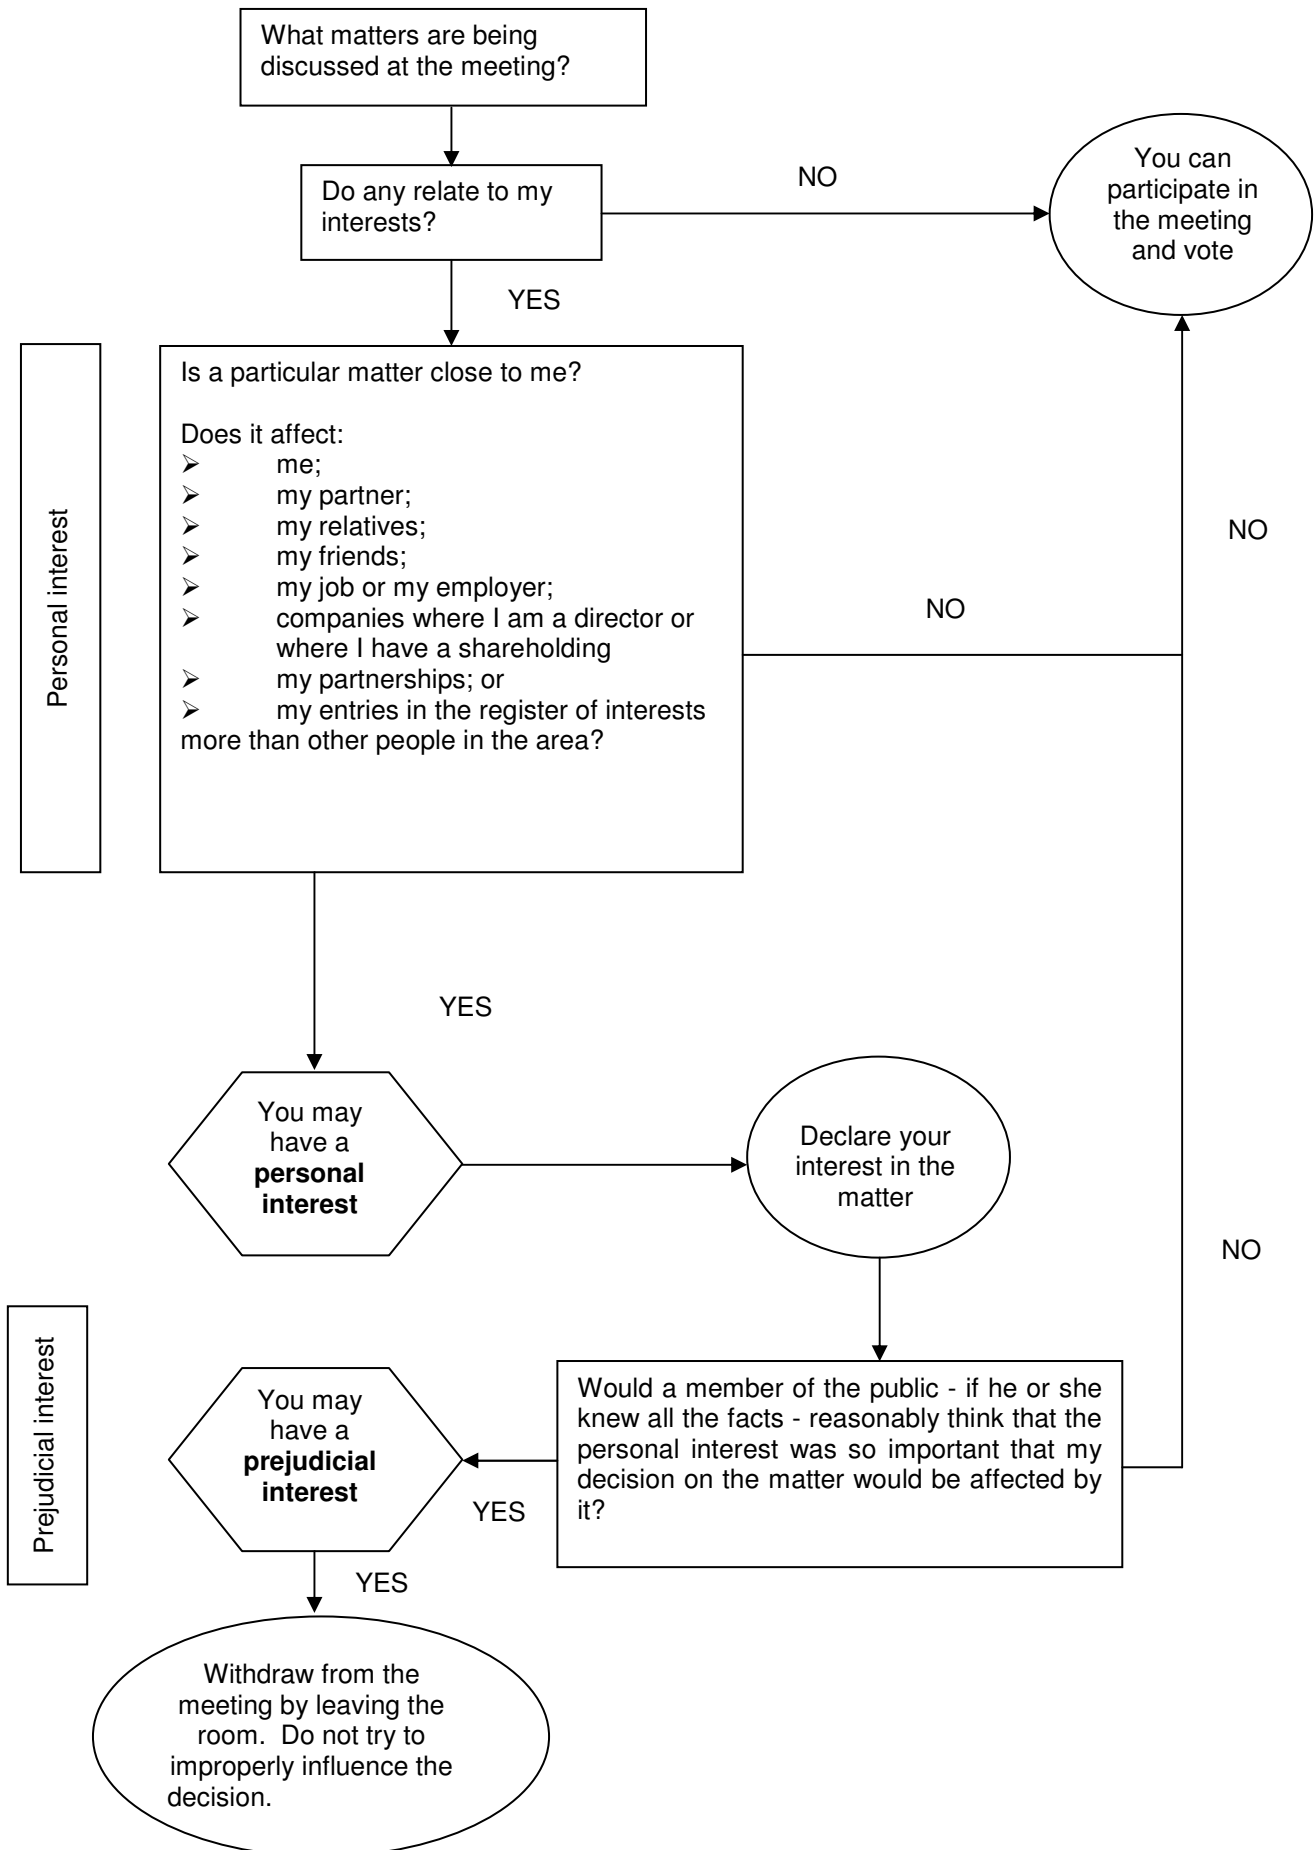 What matters are being
discussed at the meeting?
Do any relate to my
interests?
NO
You can
participate in
the meeting
and vote
YES
Personal interest
Is a particular matter close to me?
Does it affect:
➢ me;
➢ my partner;
➢ my relatives;
➢ my friends;
➢ my job or my employer;
➢ companies where I am a director or
where I have a shareholding
➢ my partnerships; or
➢ my entries in the register of interests
more than other people in the area?
NO
NO
YES
You may
have a
personal
interest
Declare your
interest in the
matter
NO
Prejudicial interest
You may
have a
prejudicial
interest
YES
Would a member of the public - if he or she
knew all the facts - reasonably think that the
personal interest was so important that my
decision on the matter would be affected by
it?
YES
Withdraw from the
meeting by leaving the
room. Do not try to
improperly influence the
decision.